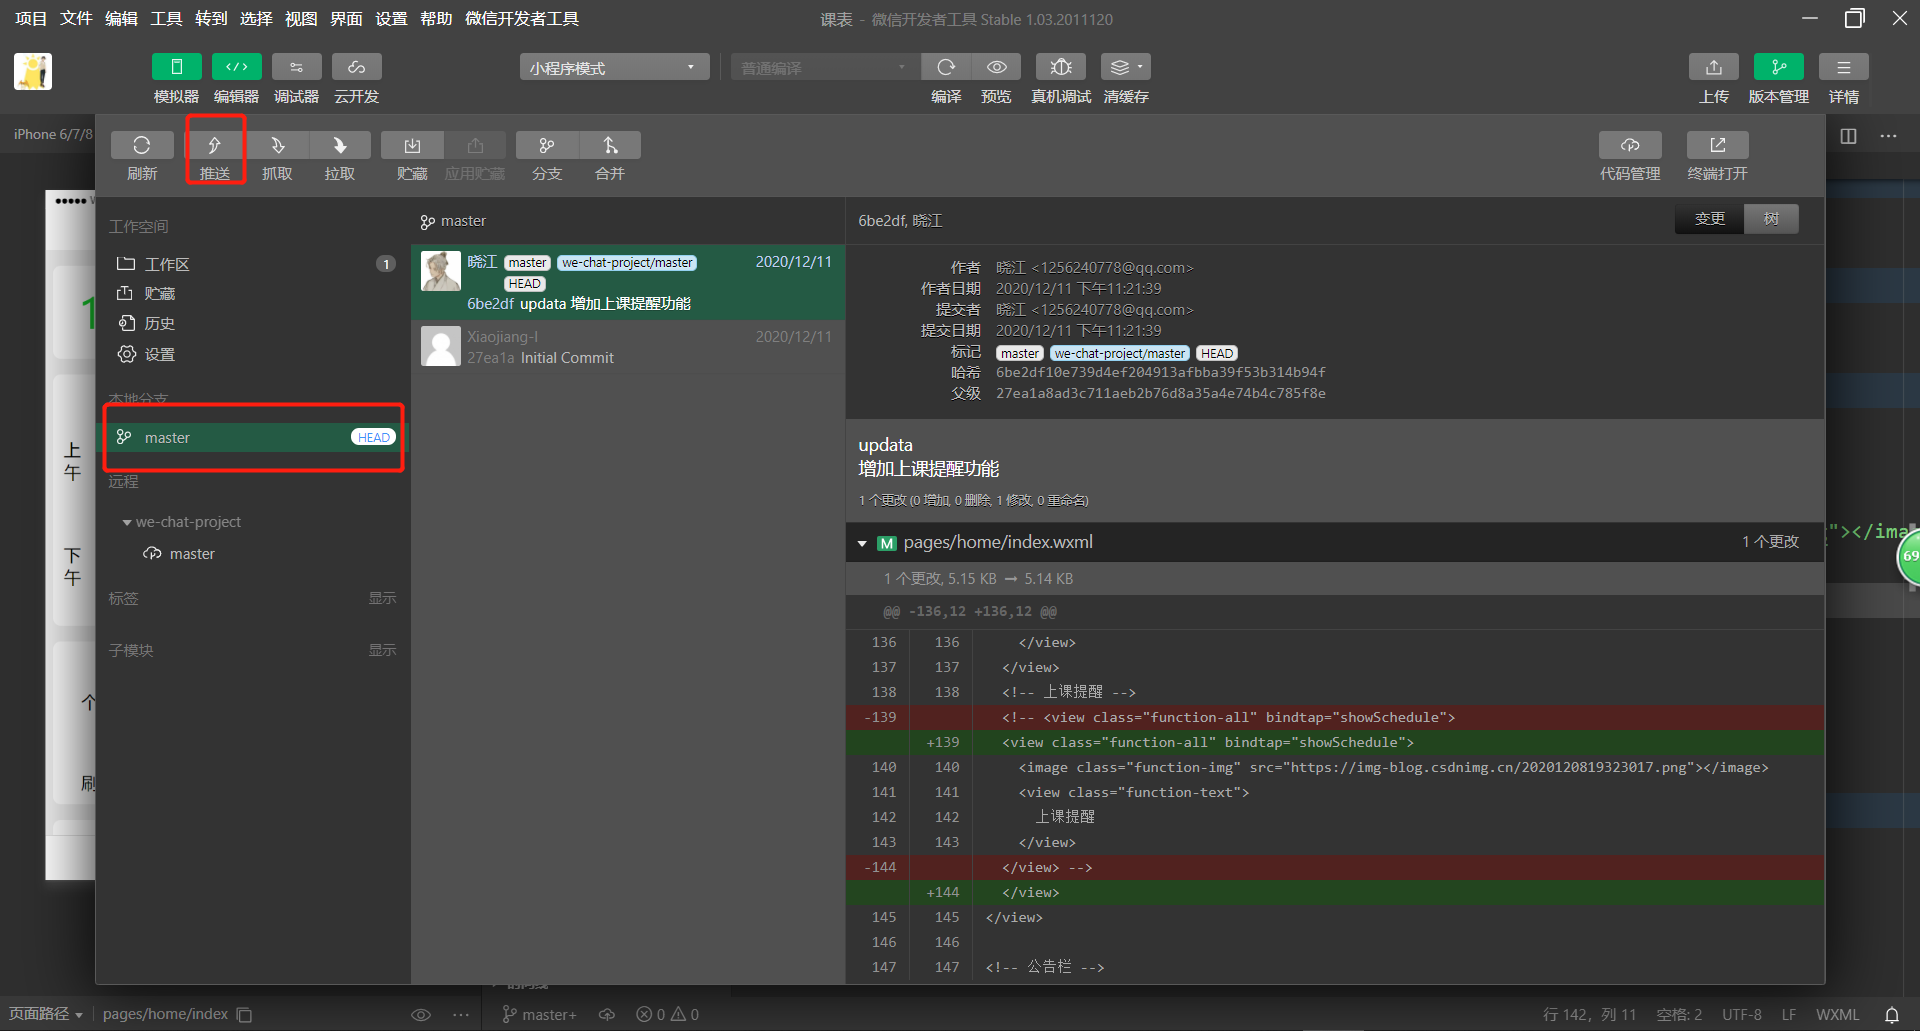 项目 文件 编辑 工具 转到 选择 视图 界面 设置 帮助 微信开发者工具
课表 - 微信开发者工具 Stable 1.03.2011120
小程序模式
普通编译
模拟器 编辑器 调试器 云开发
编译 预览 真机调试 清缓存
上传 版本管理 详情
iPhone 6/7/8
刷新 推送 抓取 拉取 贮藏 应用贮藏 分支 合并
代码管理 终端打开
工作空间
工作区 1
贮藏
历史
设置
本地分支
master HEAD
远程
we-chat-project
master
标签 显示
子模块 显示
上
午
下
午
个
刷
master
晓江 master we-chat-project/master 2020/12/11
HEAD
6be2df updata 增加上课提醒功能
Xiaojiang-l 2020/12/11
27ea1a Initial Commit
6be2df, 晓江
变更 树
作者 晓江 <1256240778@qq.com>
作者日期 2020/12/11 下午11:21:39
提交者 晓江 <1256240778@qq.com>
提交日期 2020/12/11 下午11:21:39
标记 master we-chat-project/master HEAD
哈希 6be2df10e739d4ef204913afbba39f53b314b94f
父级 27ea1a8ad3c711aeb2b76d8a35a4e74b4c785f8e
updata
增加上课提醒功能
1 个更改 (0 增加, 0 删除, 1 修改, 0 重命名)
M pages/home/index.wxml 1 个更改
1 个更改, 5.15 KB → 5.14 KB
@@ -136,12 +136,12 @@
136 136 </view>
137 137 </view>
138 138 <!-- 上课提醒 -->
-139 <!-- <view class="function-all" bindtap="showSchedule">
+139 <view class="function-all" bindtap="showSchedule">
140 140 <image class="function-img" src="https://img-blog.csdnimg.cn/2020120819323017.png"></image>
141 141 <view class="function-text">
142 142 上课提醒
143 143 </view>
-144 </view> -->
+144 </view>
145 145 </view>
146 146
147 147 <!-- 公告栏 -->
"></ima
69
页面路径 pages/home/index
master+ 0 0
行 142, 列 11 空格: 2 UTF-8 LF WXML